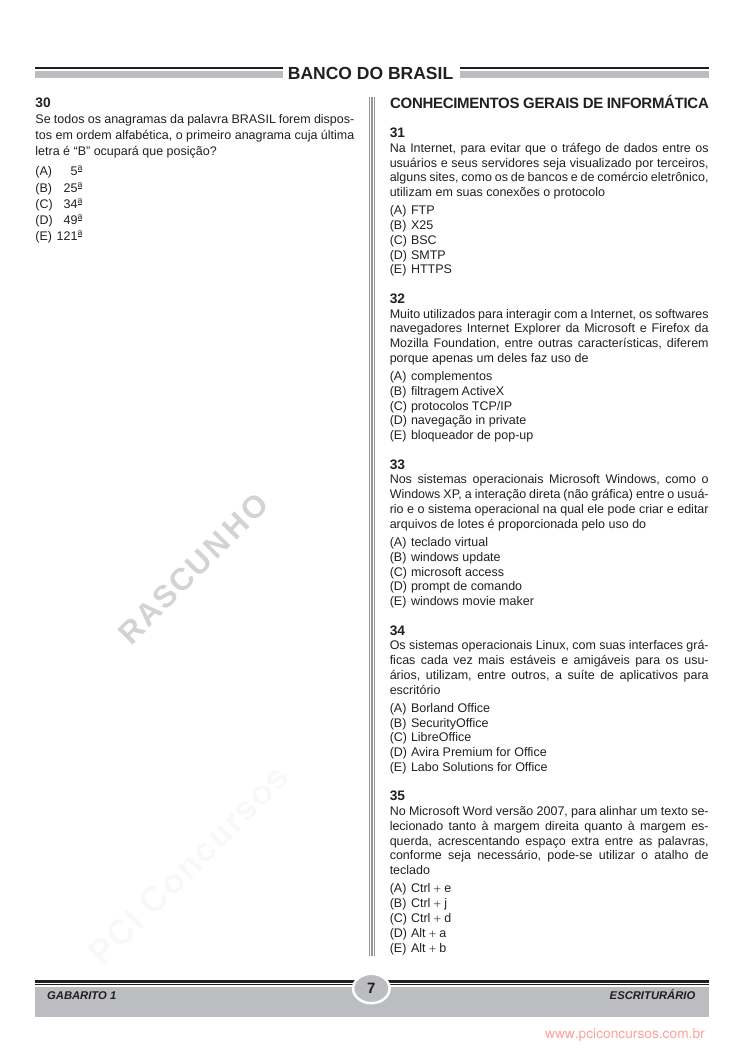 BANCO DO BRASIL
30
Se todos os anagramas da palavra BRASIL forem dispos-
tos em ordem alfabética, o primeiro anagrama cuja última
letra é “B” ocupará que posição?
(A) 5ª
(B) 25ª
(C) 34ª
(D) 49ª
(E) 121ª
RASCUNHO
PCI Concursos
CONHECIMENTOS GERAIS DE INFORMÁTICA
31
Na Internet, para evitar que o tráfego de dados entre os
usuários e seus servidores seja visualizado por terceiros,
alguns sites, como os de bancos e de comércio eletrônico,
utilizam em suas conexões o protocolo
(A) FTP
(B) X25
(C) BSC
(D) SMTP
(E) HTTPS
32
Muito utilizados para interagir com a Internet, os softwares
navegadores Internet Explorer da Microsoft e Firefox da
Mozilla Foundation, entre outras características, diferem
porque apenas um deles faz uso de
(A) complementos
(B) filtragem ActiveX
(C) protocolos TCP/IP
(D) navegação in private
(E) bloqueador de pop-up
33
Nos sistemas operacionais Microsoft Windows, como o
Windows XP, a interação direta (não gráfica) entre o usuá-
rio e o sistema operacional na qual ele pode criar e editar
arquivos de lotes é proporcionada pelo uso do
(A) teclado virtual
(B) windows update
(C) microsoft access
(D) prompt de comando
(E) windows movie maker
34
Os sistemas operacionais Linux, com suas interfaces grá-
ficas cada vez mais estáveis e amigáveis para os usu-
ários, utilizam, entre outros, a suíte de aplicativos para
escritório
(A) Borland Office
(B) SecurityOffice
(C) LibreOffice
(D) Avira Premium for Office
(E) Labo Solutions for Office
35
No Microsoft Word versão 2007, para alinhar um texto se-
lecionado tanto à margem direita quanto à margem es-
querda, acrescentando espaço extra entre as palavras,
conforme seja necessário, pode-se utilizar o atalho de
teclado
(A) Ctrl + e
(B) Ctrl + j
(C) Ctrl + d
(D) Alt + a
(E) Alt + b
GABARITO 1
7
ESCRITURÁRIO
www.pciconcursos.com.br